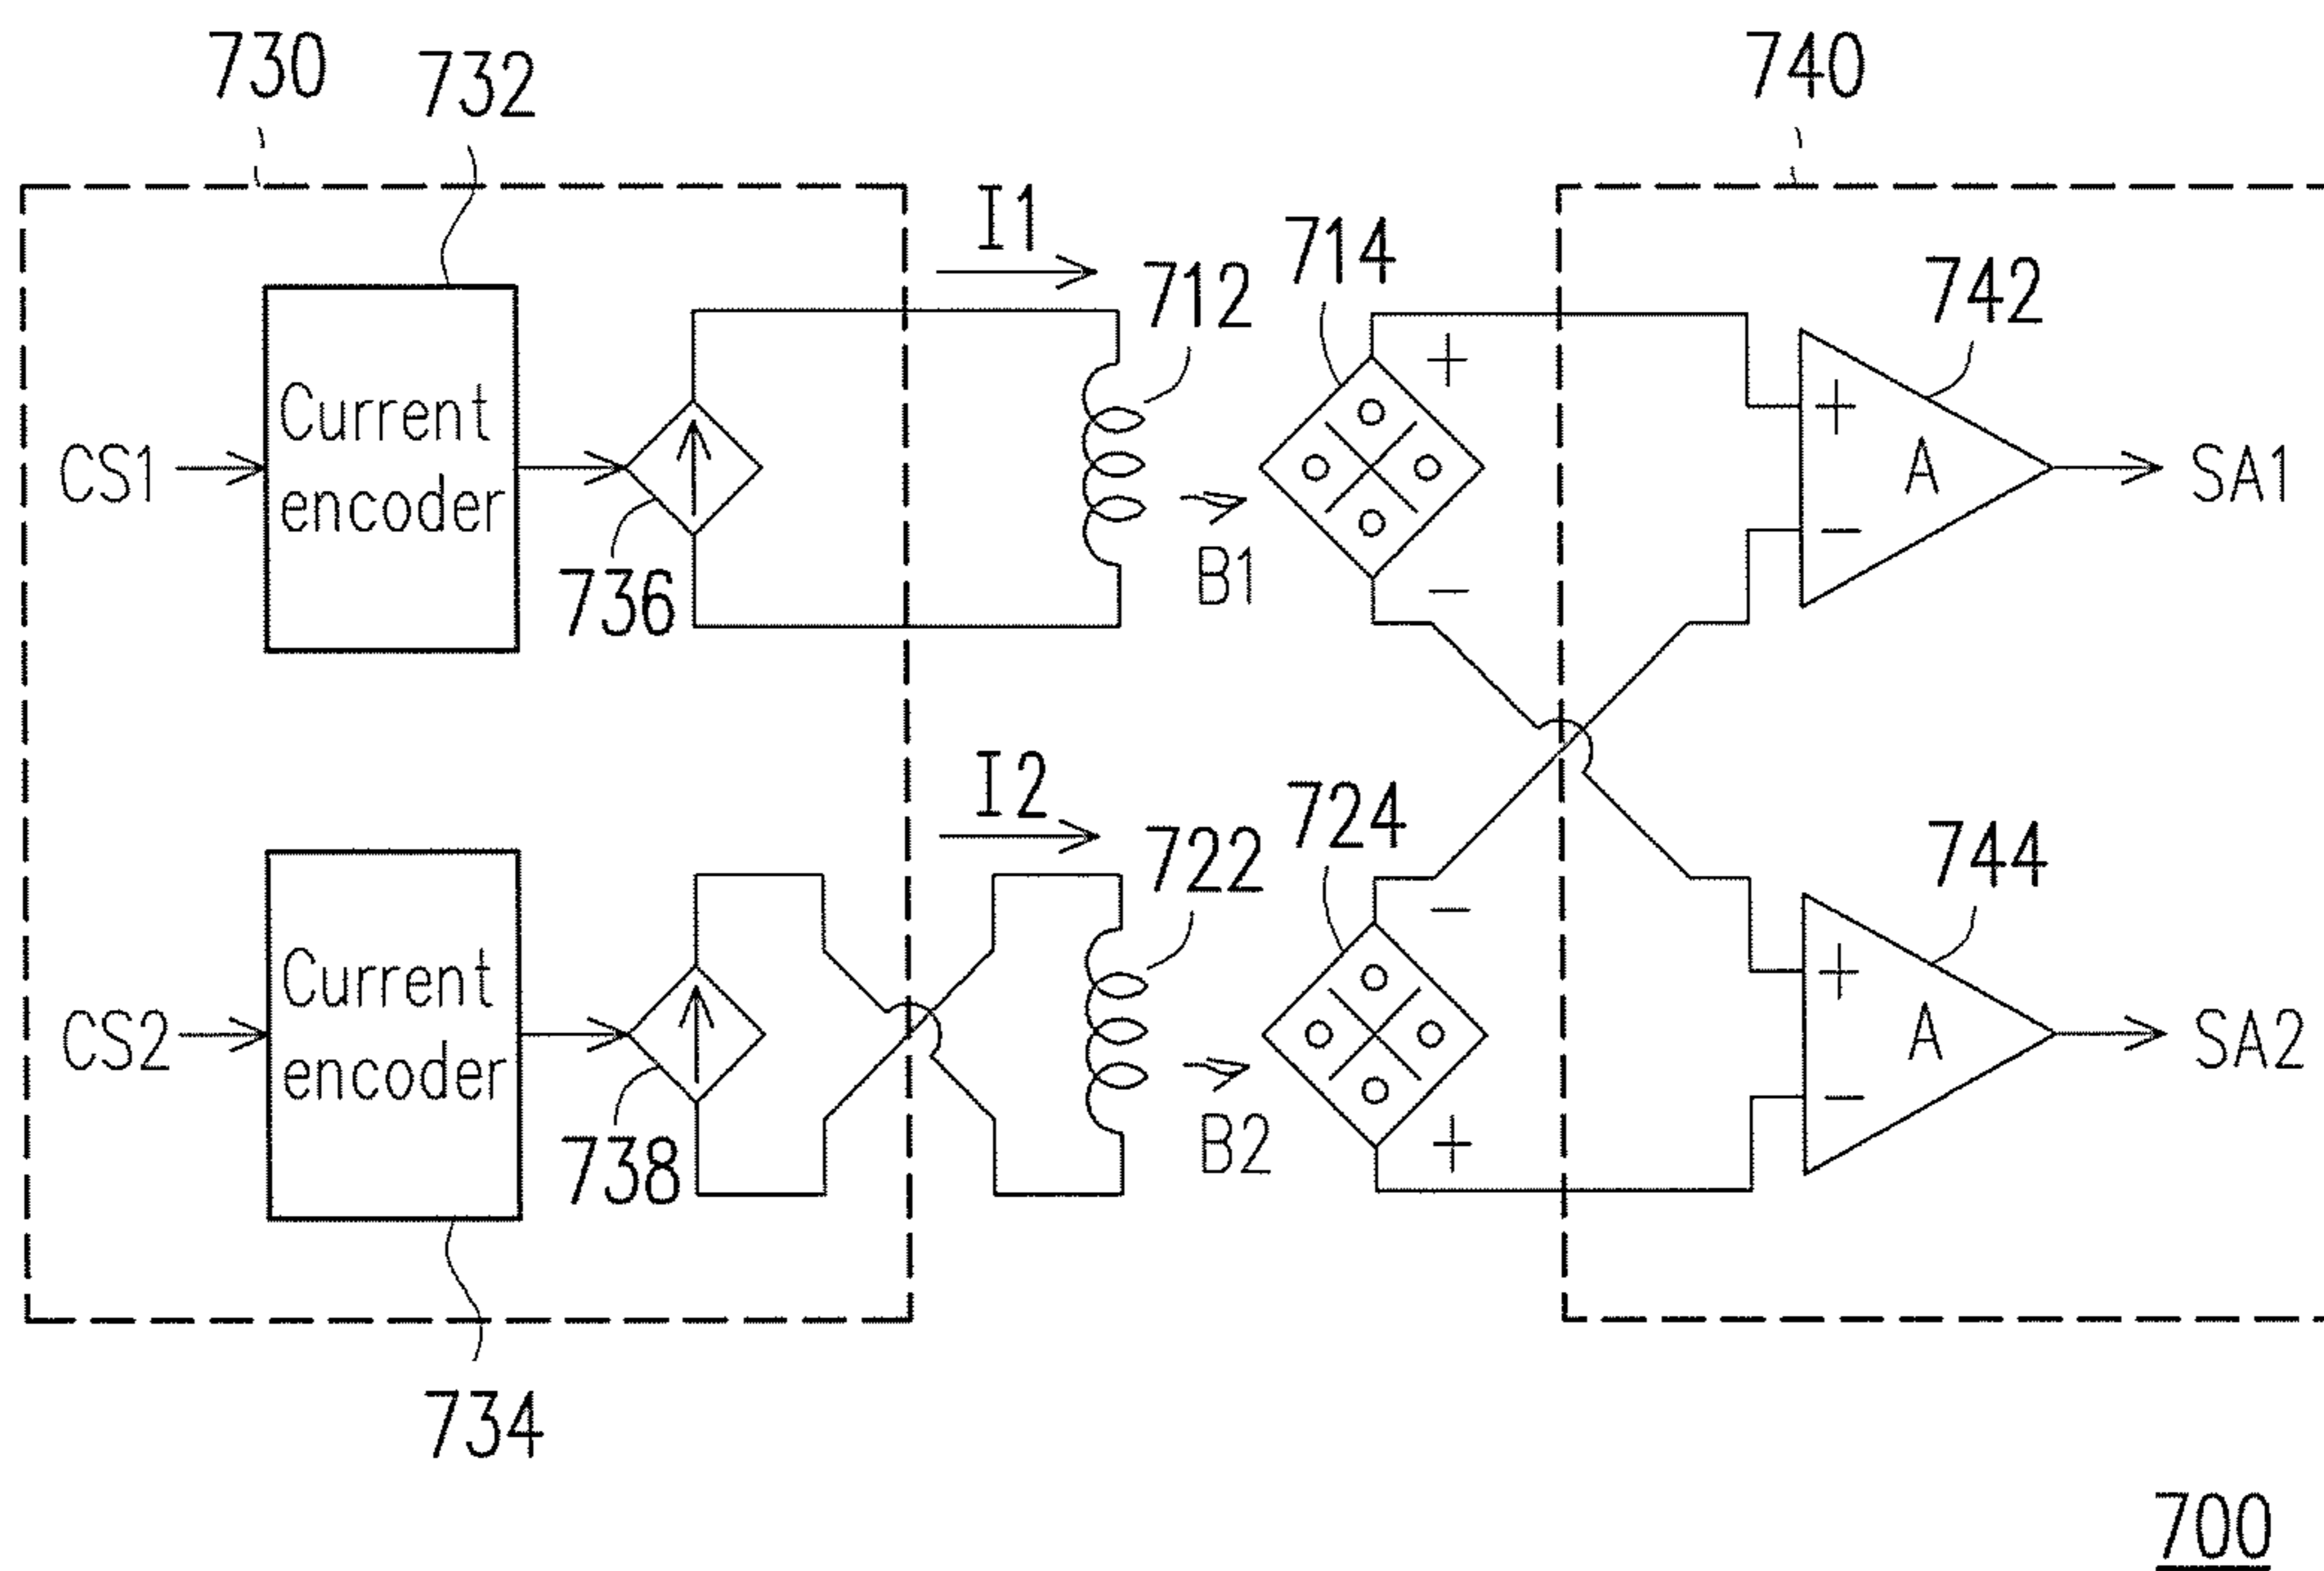 730
732
740
I1
712
714
742
CS1
Current
encoder
736
B1
+
−
+
−
A
SA1
I2
722
724
744
CS2
Current
encoder
738
B2
−
+
+
−
A
SA2
734
700